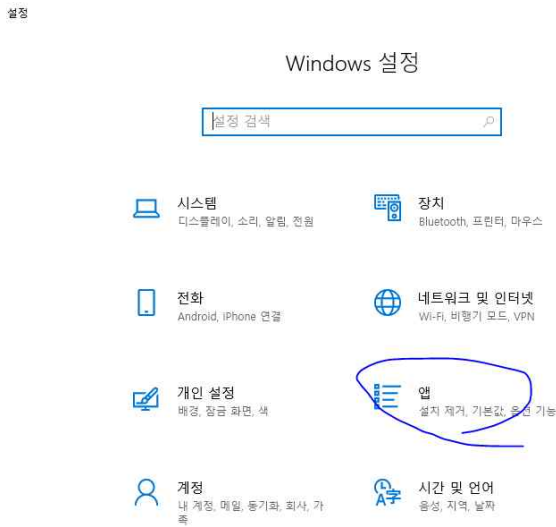 설정
Windows 설정
설정 검색
시스템
디스플레이, 소리, 알림, 전원
장치
Bluetooth, 프린터, 마우스
전화
Android, iPhone 연결
네트워크 및 인터넷
Wi-Fi, 비행기 모드, VPN
개인 설정
배경, 잠금 화면, 색
앱
설치 제거, 기본값, 옵션 기능
계정
내 계정, 메일, 동기화, 회사, 가
족
시간 및 언어
음성, 지역, 날짜